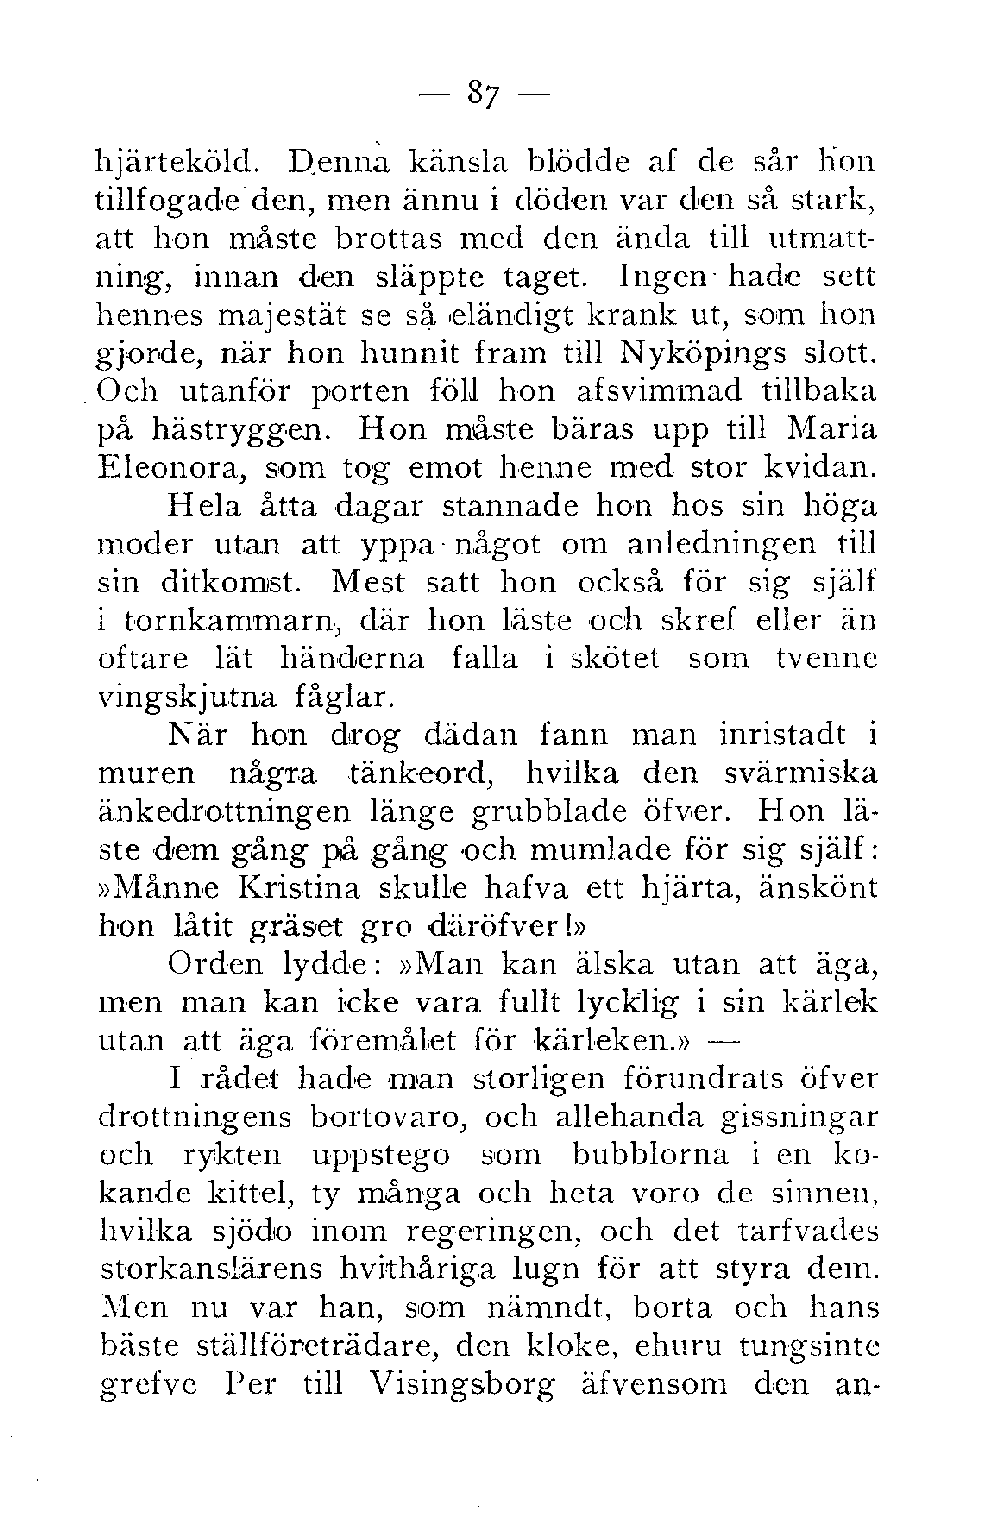 — 87 —
hjärteköld. Denna känsla blödde af de sår hon
tillfogade den, men ännu i döden var den så stark,
att hon måste brottas med den ända till utmatt-
ning, innan den släppte taget. Ingen hade sett
hennes majestät se så eländigt krank ut, som hon
gjorde, när hon hunnit fram till Nyköpings slott.
Och utanför porten föll hon afsvimmad tillbaka
på hästryggen. Hon måste bäras upp till Maria
Eleonora, som tog emot henne med stor kvidan.
Hela åtta dagar stannade hon hos sin höga
moder utan att yppa något om anledningen till
sin ditkomst. Mest satt hon också för sig själf
i tornkammarn, där hon läste och skref eller än
oftare lät händerna falla i skötet som tvenne
vingskjutna fåglar.
När hon drog dädan fann man inristadt i
muren några tänkeord, hvilka den svärmiska
änkedrottningen länge grubblade öfver. Hon lä-
ste dem gång på gång och mumlade för sig själf:
»Månne Kristina skulle hafva ett hjärta, änskönt
hon låtit gräset gro däröfver!»
Orden lydde: »Man kan älska utan att äga,
men man kan icke vara fullt lycklig i sin kärlek
utan att äga föremålet för kärleken.» —
I rådet hade man storligen förundrats öfver
drottningens bortovaro, och allehanda gissningar
och rykten uppstego som bubblorna i en ko-
kande kittel, ty många och heta voro de sinnen,
hvilka sjödo inom regeringen, och det tarfvades
storkanslärens hvithåriga lugn för att styra dem.
Men nu var han, som nämndt, borta och hans
bäste ställföreträdare, den kloke, ehuru tungsinte
grefve Per till Visingsborg äfvensom den an-